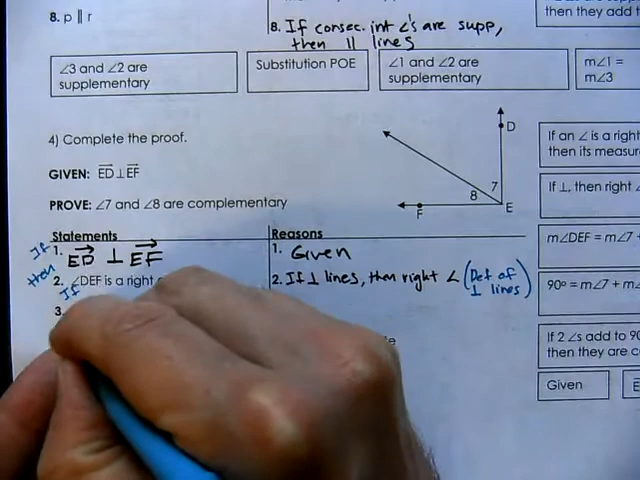 then they add t
8. p ∥ r
8. If consec. int ∠'s are supp,
then ∥ lines
∠3 and ∠2 are
supplementary
Substitution POE
∠1 and ∠2 are
supplementary
m∠1 =
m∠3
4) Complete the proof.
GIVEN: ED ⊥ EF
PROVE: ∠7 and ∠8 are complementary
D
7
8
F
E
If an ∠ is a right
then its measur
If ⊥, then right ∠
m∠DEF = m∠7 +
90° = m∠7 + m∠
If 2 ∠s add to 90
then they are c
Given
Statements
Reasons
If
1. ED ⊥ EF
1. Given
then
2. ∠DEF is a right
2. If ⊥ lines, then right ∠ (Def of
⊥ lines)
If
3.